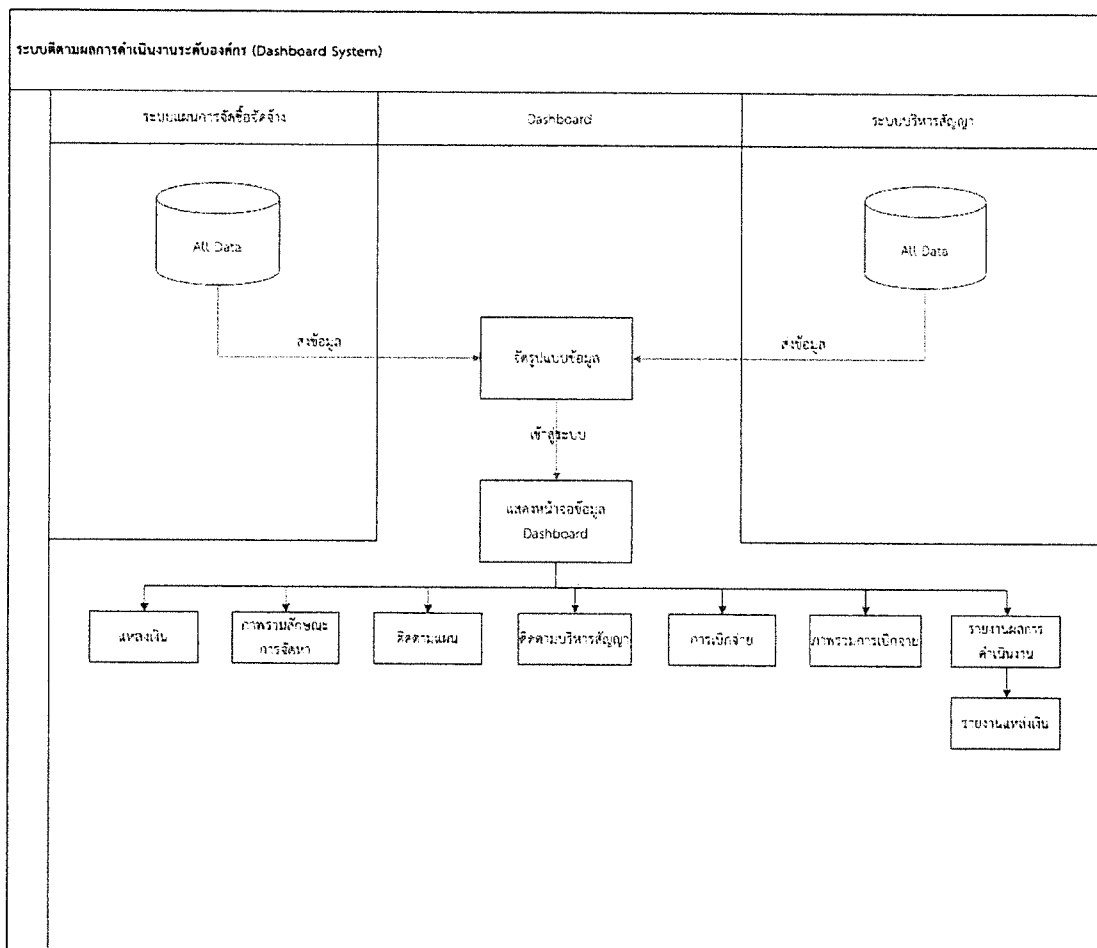 ระบบติดตามผลการดำเนินงานระดับองค์กร (Dashboard System)
ระบบแผนการจัดซื้อจัดจ้าง
Dashboard
ระบบบริหารสัญญา
All Data
All Data
ส่งข้อมูล
ส่งข้อมูล
จัดรูปแบบข้อมูล
เข้าสู่ระบบ
แสดงหน้าจอข้อมูล
Dashboard
แหล่งเงิน
ภาพรวมลักษณะ
การจัดหา
ติดตามแผน
ติดตามบริหารสัญญา
การเบิกจ่าย
ภาพรวมการเบิกจ่าย
รายงานผลการ
ดำเนินงาน
รายงานแหล่งเงิน